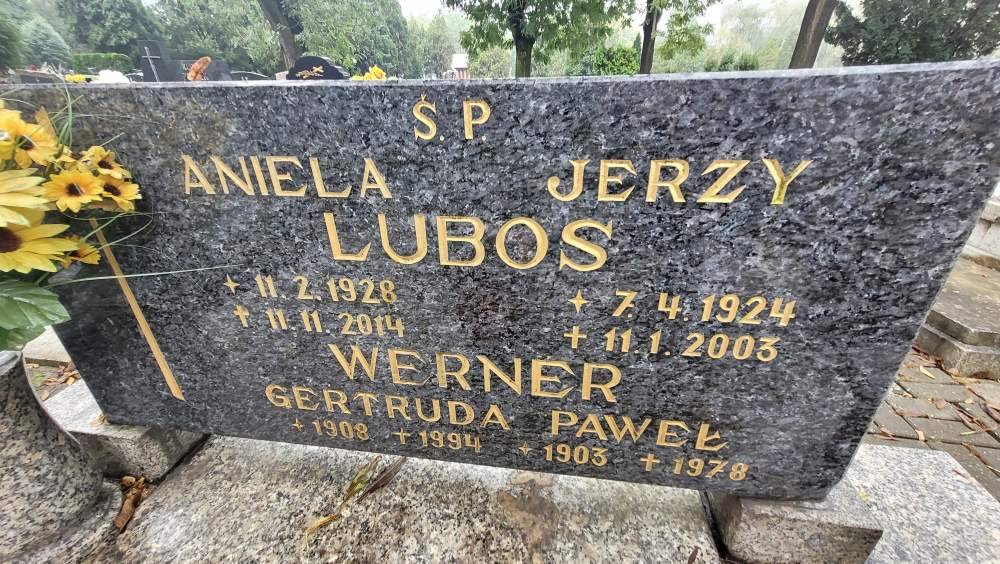 Ś. P.
ANIELA JERZY
LUBOS
✦ 11. 2. 1928 ✦ 7. 4. 1924
✝ 11. 11. 2014 ✝ 11. 1. 2003
WERNER
GERTRUDA PAWEŁ
✦ 1908 ✝ 1994 ✦ 1903 ✝ 1978